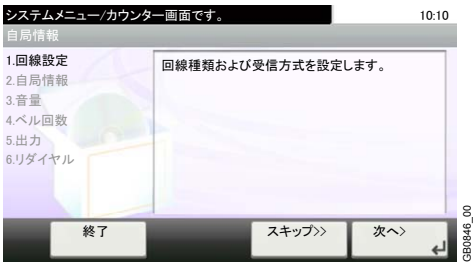 システムメニュー/カウンター画面です。 10:10
自局情報
1.回線設定
2.自局情報
3.音量
4.ベル回数
5.出力
6.リダイヤル
回線種類および受信方式を設定します。
終了 スキップ>> 次へ>
GB0846_00